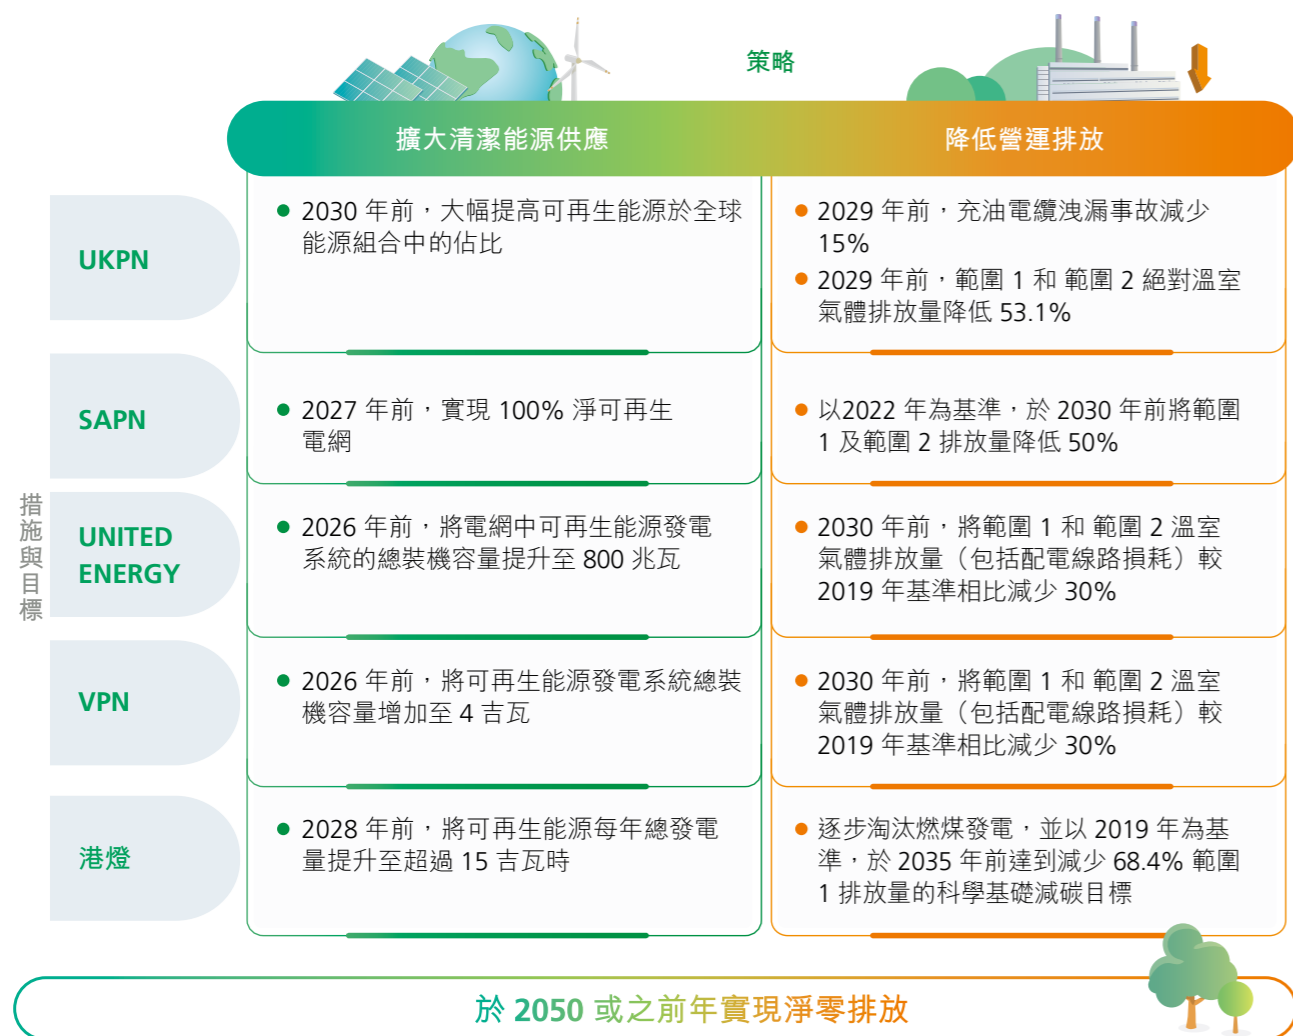 策略
擴大清潔能源供應
降低營運排放
措施與目標
UKPN
● 2030 年前，大幅提高可再生能源於全球
能源組合中的佔比
● 2029 年前，充油電纜洩漏事故減少
15%
● 2029 年前，範圍 1 和 範圍 2 絕對溫室
氣體排放量降低 53.1%
SAPN
● 2027 年前，實現 100% 淨可再生
電網
● 以2022 年為基準，於 2030 年前將範圍
1 及範圍 2 排放量降低 50%
UNITED
ENERGY
● 2026 年前，將電網中可再生能源發電
系統的總裝機容量提升至 800 兆瓦
● 2030 年前，將範圍 1 和 範圍 2 溫室
氣體排放量（包括配電線路損耗）較
2019 年基準相比減少 30%
VPN
● 2026 年前，將可再生能源發電系統總裝
機容量增加至 4 吉瓦
● 2030 年前，將範圍 1 和 範圍 2 溫室
氣體排放量（包括配電線路損耗）較
2019 年基準相比減少 30%
港燈
● 2028 年前，將可再生能源每年總發電
量提升至超過 15 吉瓦時
● 逐步淘汰燃煤發電，並以 2019 年為基
準，於 2035 年前達到減少 68.4% 範圍
1 排放量的科學基礎減碳目標
於 2050 或之前年實現淨零排放